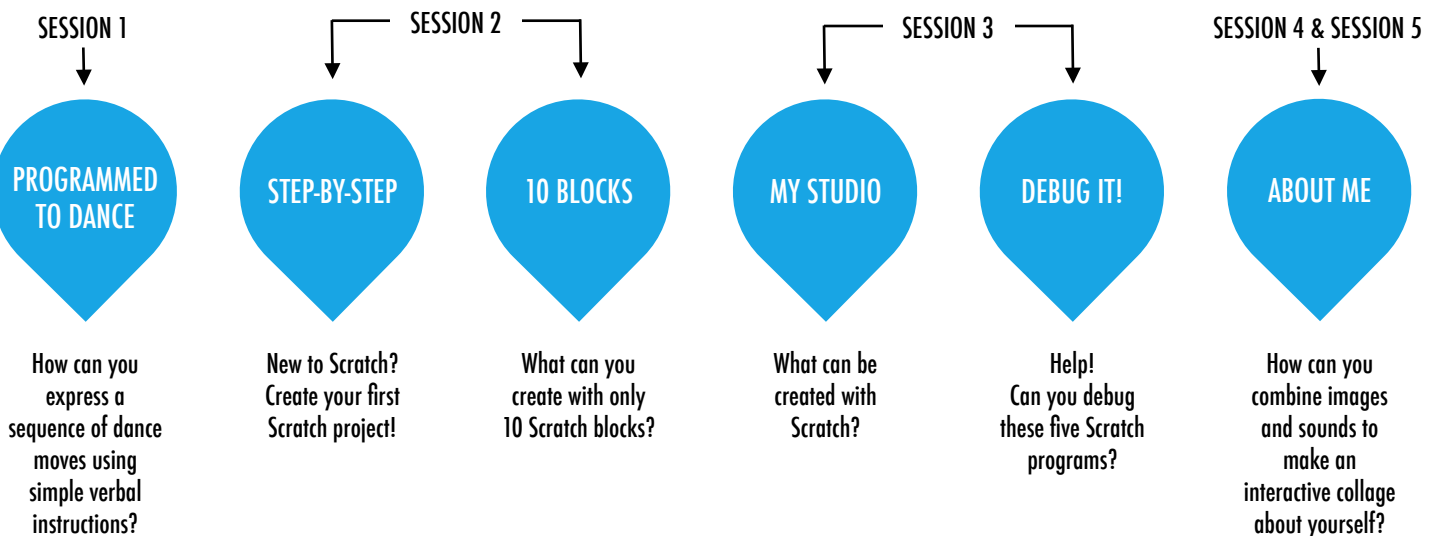 SESSION 1
SESSION 2
SESSION 3
SESSION 4 & SESSION 5
PROGRAMMED
TO DANCE
STEP-BY-STEP
10 BLOCKS
MY STUDIO
DEBUG IT!
ABOUT ME
How can you
express a
sequence of dance
moves using
simple verbal
instructions?
New to Scratch?
Create your first
Scratch project!
What can you
create with only
10 Scratch blocks?
What can be
created with
Scratch?
Help!
Can you debug
these five Scratch
programs?
How can you
combine images
and sounds to
make an
interactive collage
about yourself?